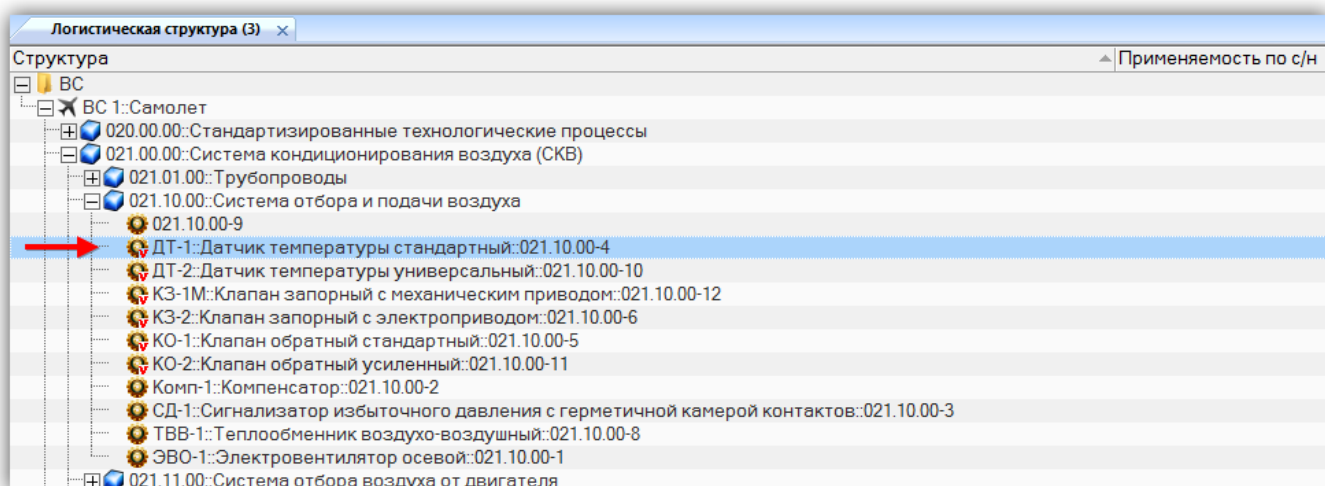 Логистическая структура (3)
Структура
Применяемость по с/н
ВС
ВС 1::Самолет
020.00.00::Стандартизированные технологические процессы
021.00.00::Система кондиционирования воздуха (СКВ)
021.01.00::Трубопроводы
021.10.00::Система отбора и подачи воздуха
021.10.00-9
ДТ-1::Датчик температуры стандартный::021.10.00-4
ДТ-2::Датчик температуры универсальный::021.10.00-10
КЗ-1М::Клапан запорный с механическим приводом::021.10.00-12
КЗ-2::Клапан запорный с электроприводом::021.10.00-6
КО-1::Клапан обратный стандартный::021.10.00-5
КО-2::Клапан обратный усиленный::021.10.00-11
Комп-1::Компенсатор::021.10.00-2
СД-1::Сигнализатор избыточного давления с герметичной камерой контактов::021.10.00-3
ТВВ-1::Теплообменник воздухо-воздушный::021.10.00-8
ЭВО-1::Электровентилятор осевой::021.10.00-1
021.11.00::Система отбора воздуха от двигателя